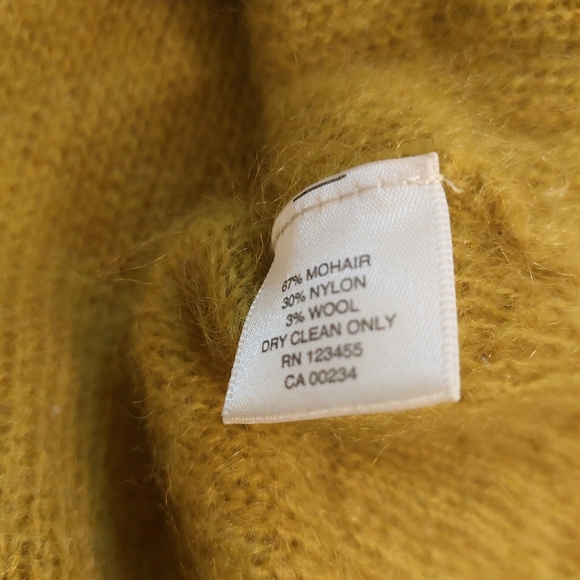 67% MOHAIR
30% NYLON
3% WOOL
DRY CLEAN ONLY
RN 123455
CA 00234